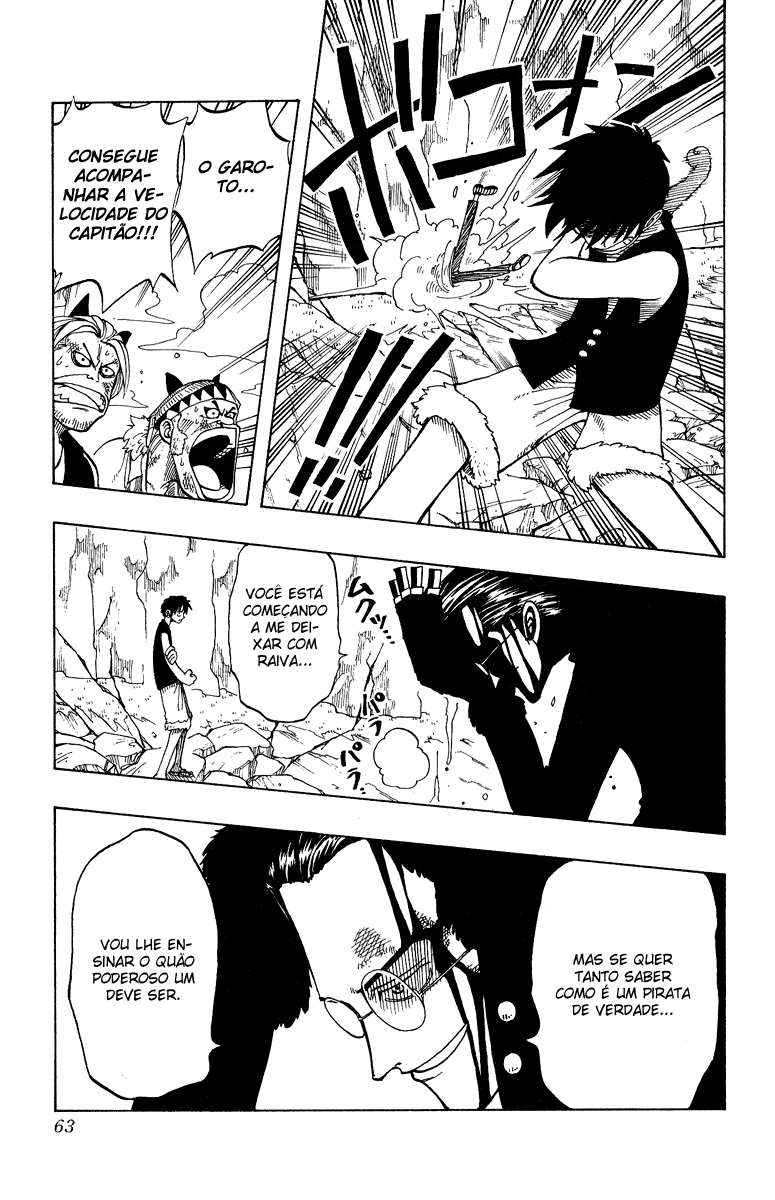 ボコオン
!!!!
O GARO-
TO...
CONSEGUE
ACOMPA-
NHAR A VE-
LOCIDADE DO
CAPITÃO!!!
ムクッ...
パラ
パラ
VOCÊ ESTÁ
COMEÇANDO
A ME DEI-
XAR COM
RAIVA...
MAS SE QUER
TANTO SABER
COMO É UM PIRATA
DE VERDADE...
VOU LHE EN-
SINAR O QUÃO
PODEROSO UM
DEVE SER.
63